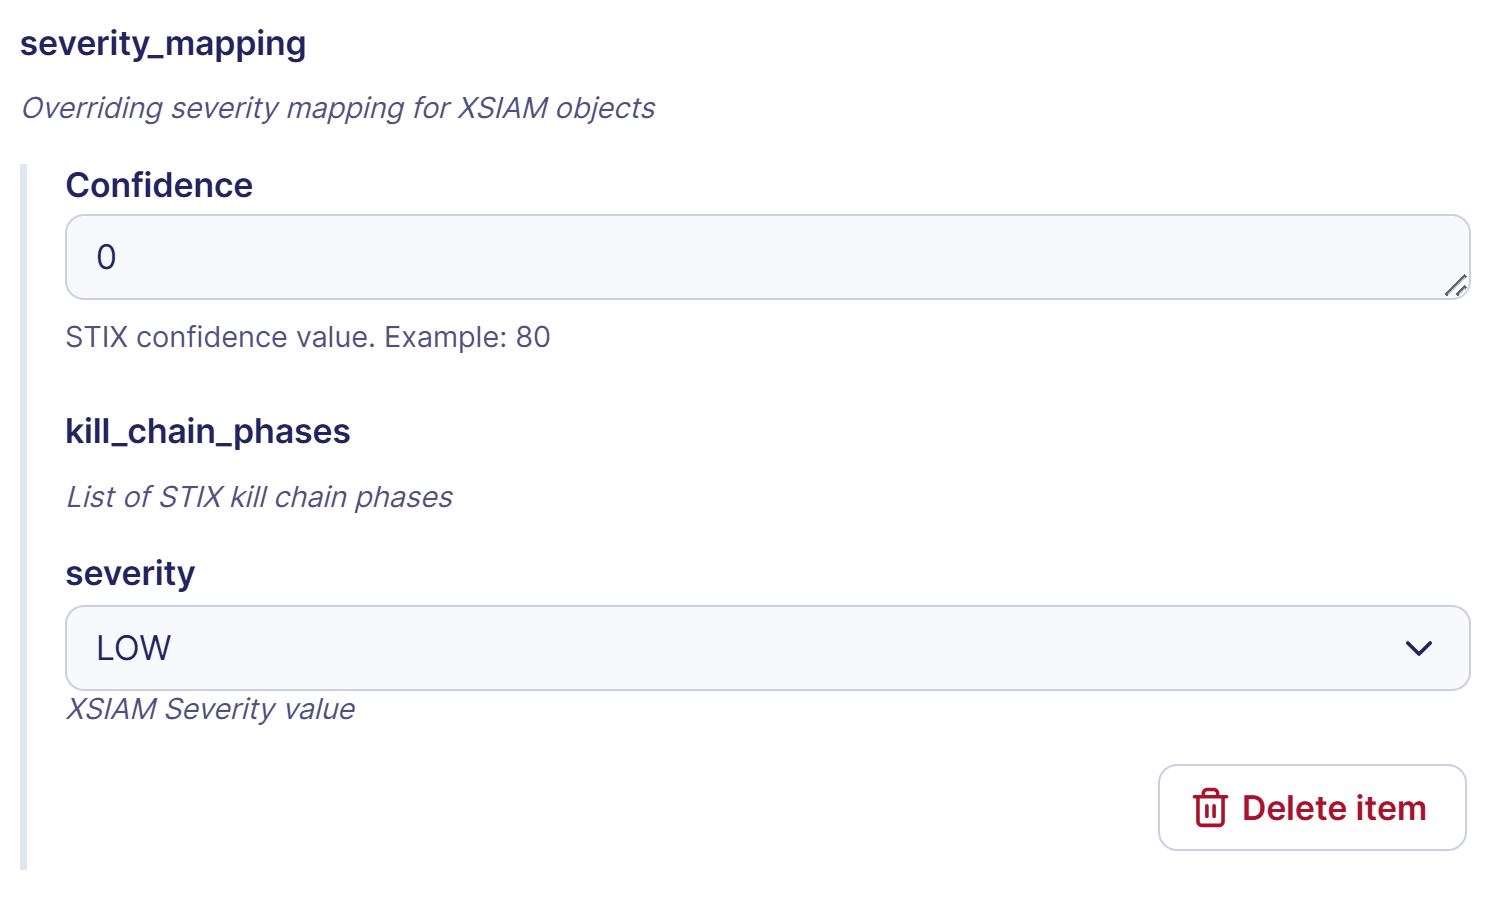 severity_mapping
Overriding severity mapping for XSIAM objects
Confidence
0
STIX confidence value. Example: 80
kill_chain_phases
List of STIX kill chain phases
severity
LOW
XSIAM Severity value
Delete item